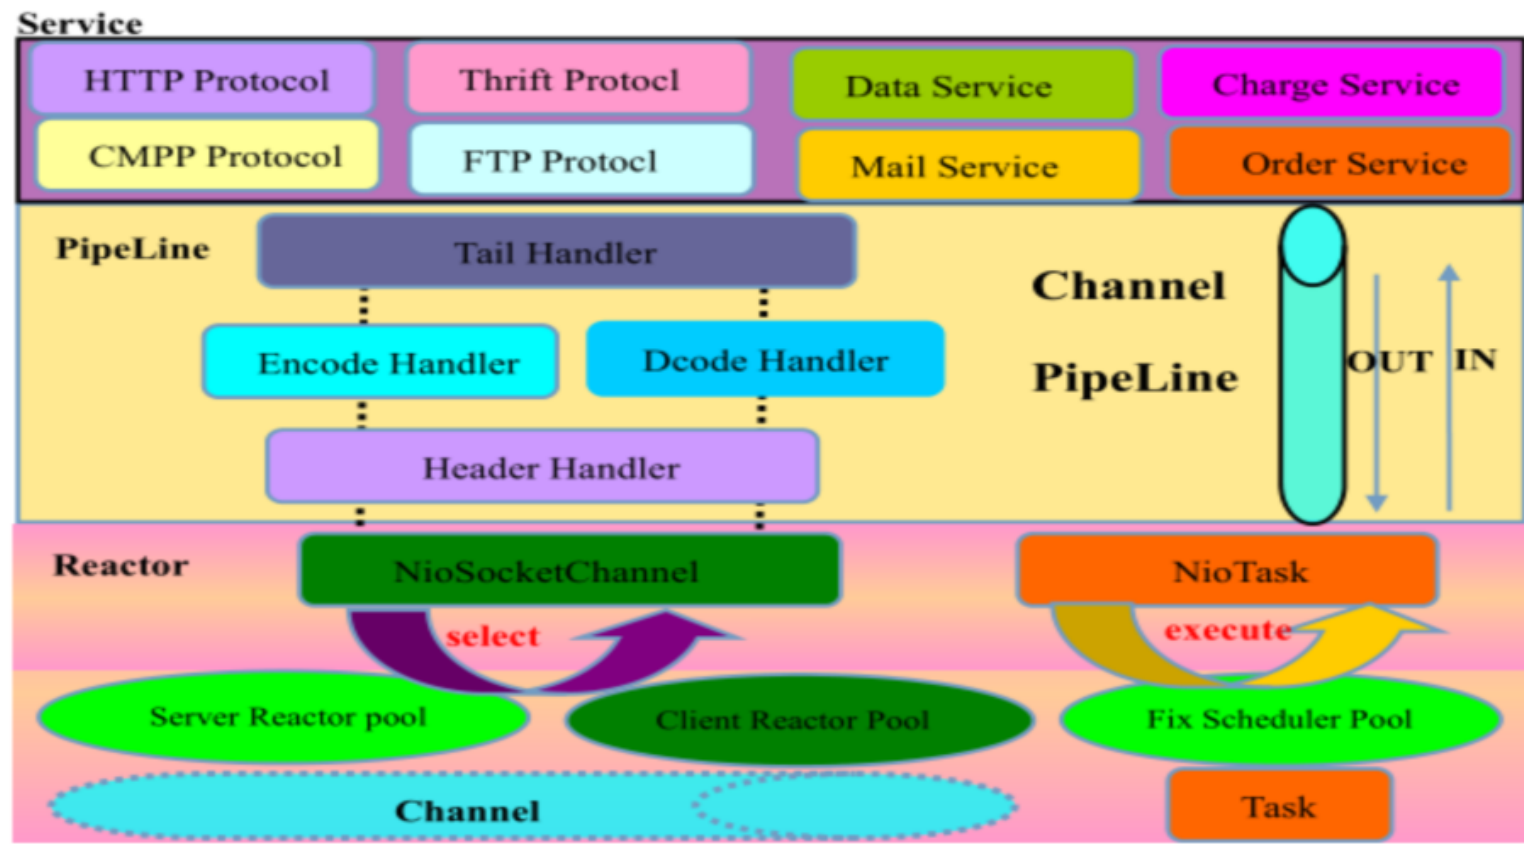 Service
HTTP Protocol
Thrift Protocl
Data Service
Charge Service
CMPP Protocol
FTP Protocl
Mail Service
Order Service
PipeLine
Tail Handler
Channel
Encode Handler
Dcode Handler
PipeLine
OUT
IN
Header Handler
Reactor
NioSocketChannel
NioTask
select
execute
Server Reactor pool
Client Reactor Pool
Fix Scheduler Pool
Channel
Task